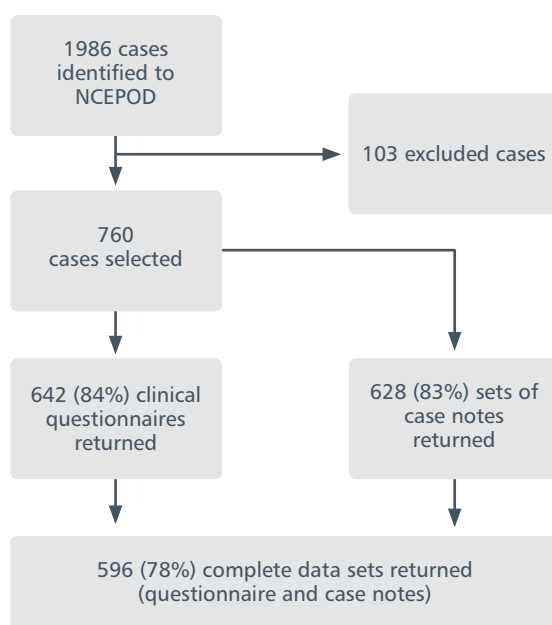 1986 cases
identified to
NCEPOD
103 excluded cases
760
cases selected
642 (84%) clinical
questionnaires
returned
628 (83%) sets of
case notes
returned
596 (78%) complete data sets returned
(questionnaire and case notes)